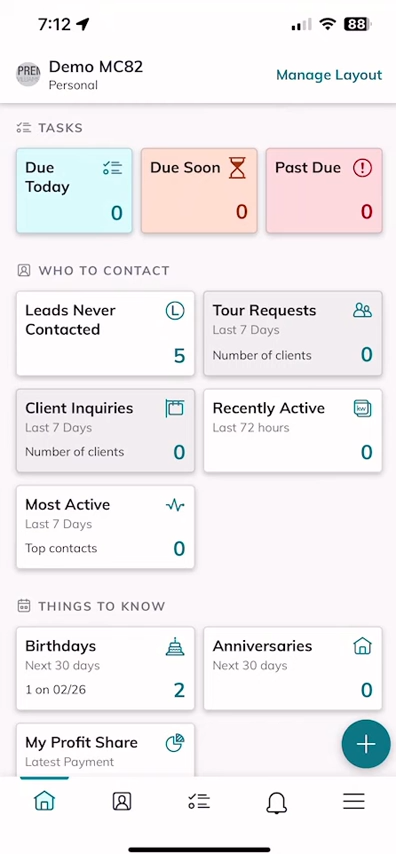 7:12
88
PREM
Demo MC82
Personal
Manage Layout
TASKS
Due Today
0
Due Soon
0
Past Due
0
WHO TO CONTACT
Leads Never Contacted
L
5
Tour Requests
Last 7 Days
Number of clients
0
Client Inquiries
Last 7 Days
Number of clients
0
Recently Active
kw
Last 72 hours
0
Most Active
Last 7 Days
Top contacts
0
THINGS TO KNOW
Birthdays
Next 30 days
1 on 02/26
2
Anniversaries
Next 30 days
0
My Profit Share
Latest Payment